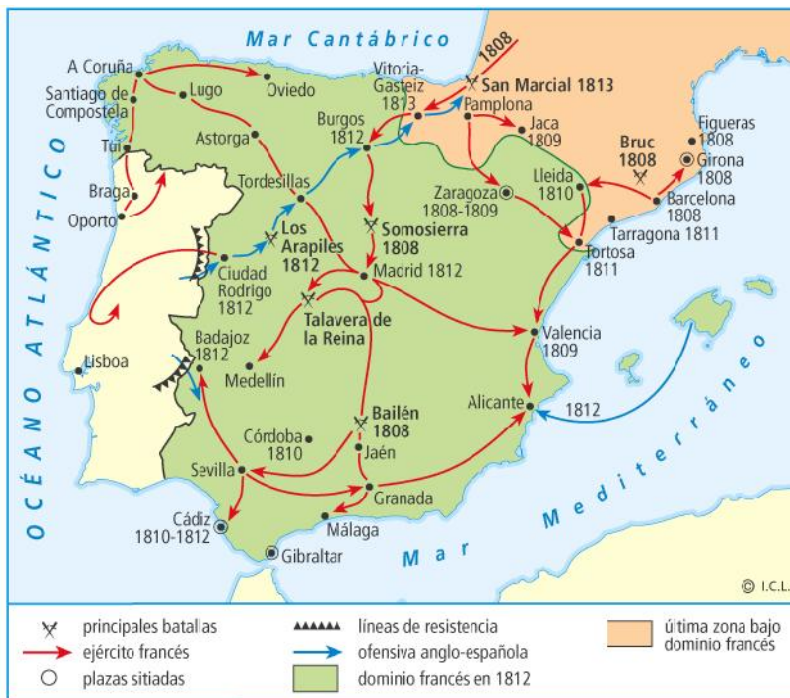 Mar Cantábrico
1808
A Coruña
Oviedo
Vitoria-
Gasteiz
1813
San Marcial 1813
Santiago de
Compostela
Lugo
Pamplona
Astorga
Burgos
1812
Jaca
1809
Bruc
1808
Figueras
1808
Girona
1808
Tui
Tordesillas
Zaragoza
1808-1809
Lleida
1810
Barcelona
1808
Braga
Oporto
Los
Arapiles
1812
Somosierra
1808
Tarragona 1811
Tortosa
1811
Ciudad
Rodrigo
1812
Madrid 1812
Talavera de
la Reina
Badajoz
1812
Valencia
1809
Lisboa
Medellín
Alicante
1812
Bailén
1808
Córdoba
1810
Jaén
Sevilla
Granada
Cádiz
1810-1812
Málaga
Gibraltar
OCÉANO ATLÁNTICO
Mar Mediterráneo
© I.C.L.
principales batallas
ejército francés
plazas sitiadas
líneas de resistencia
ofensiva anglo-española
dominio francés en 1812
última zona bajo
dominio francés